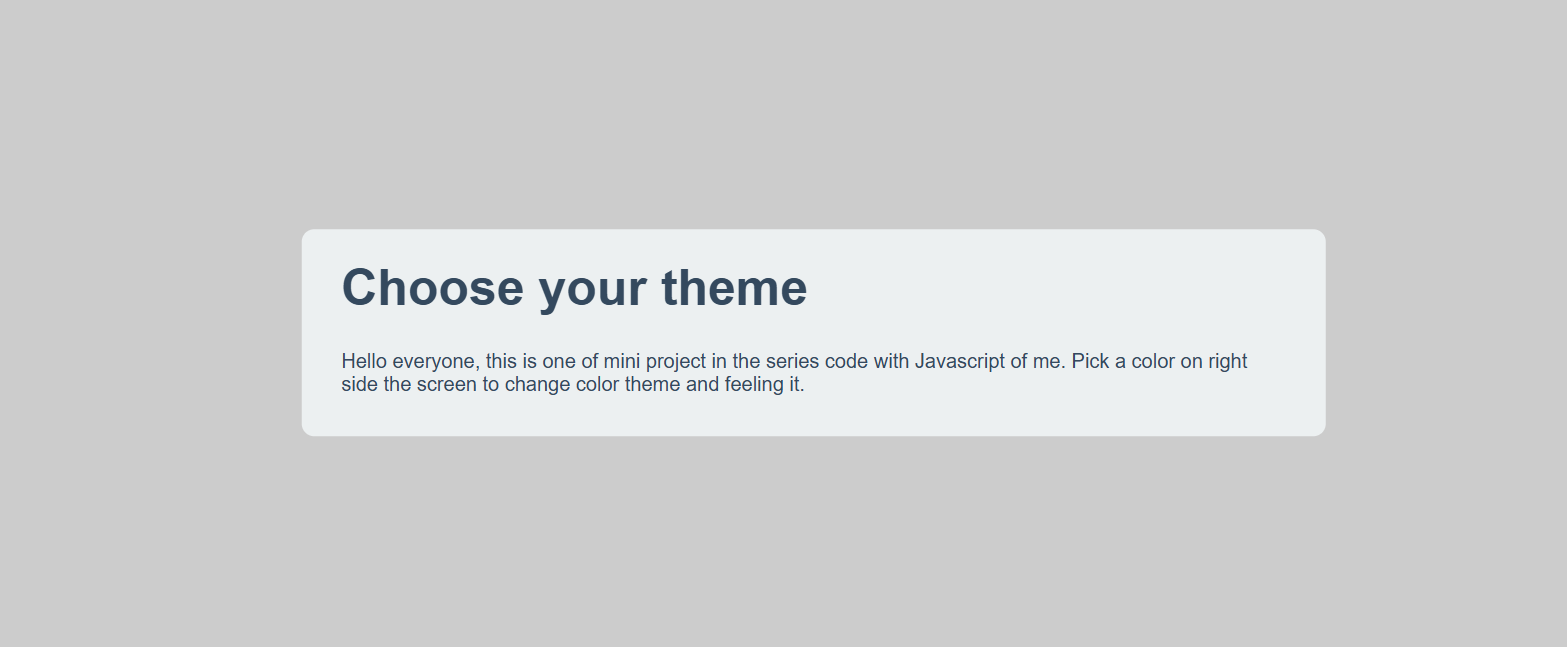 Choose your theme
Hello everyone, this is one of mini project in the series code with Javascript of me. Pick a color on right
side the screen to change color theme and feeling it.